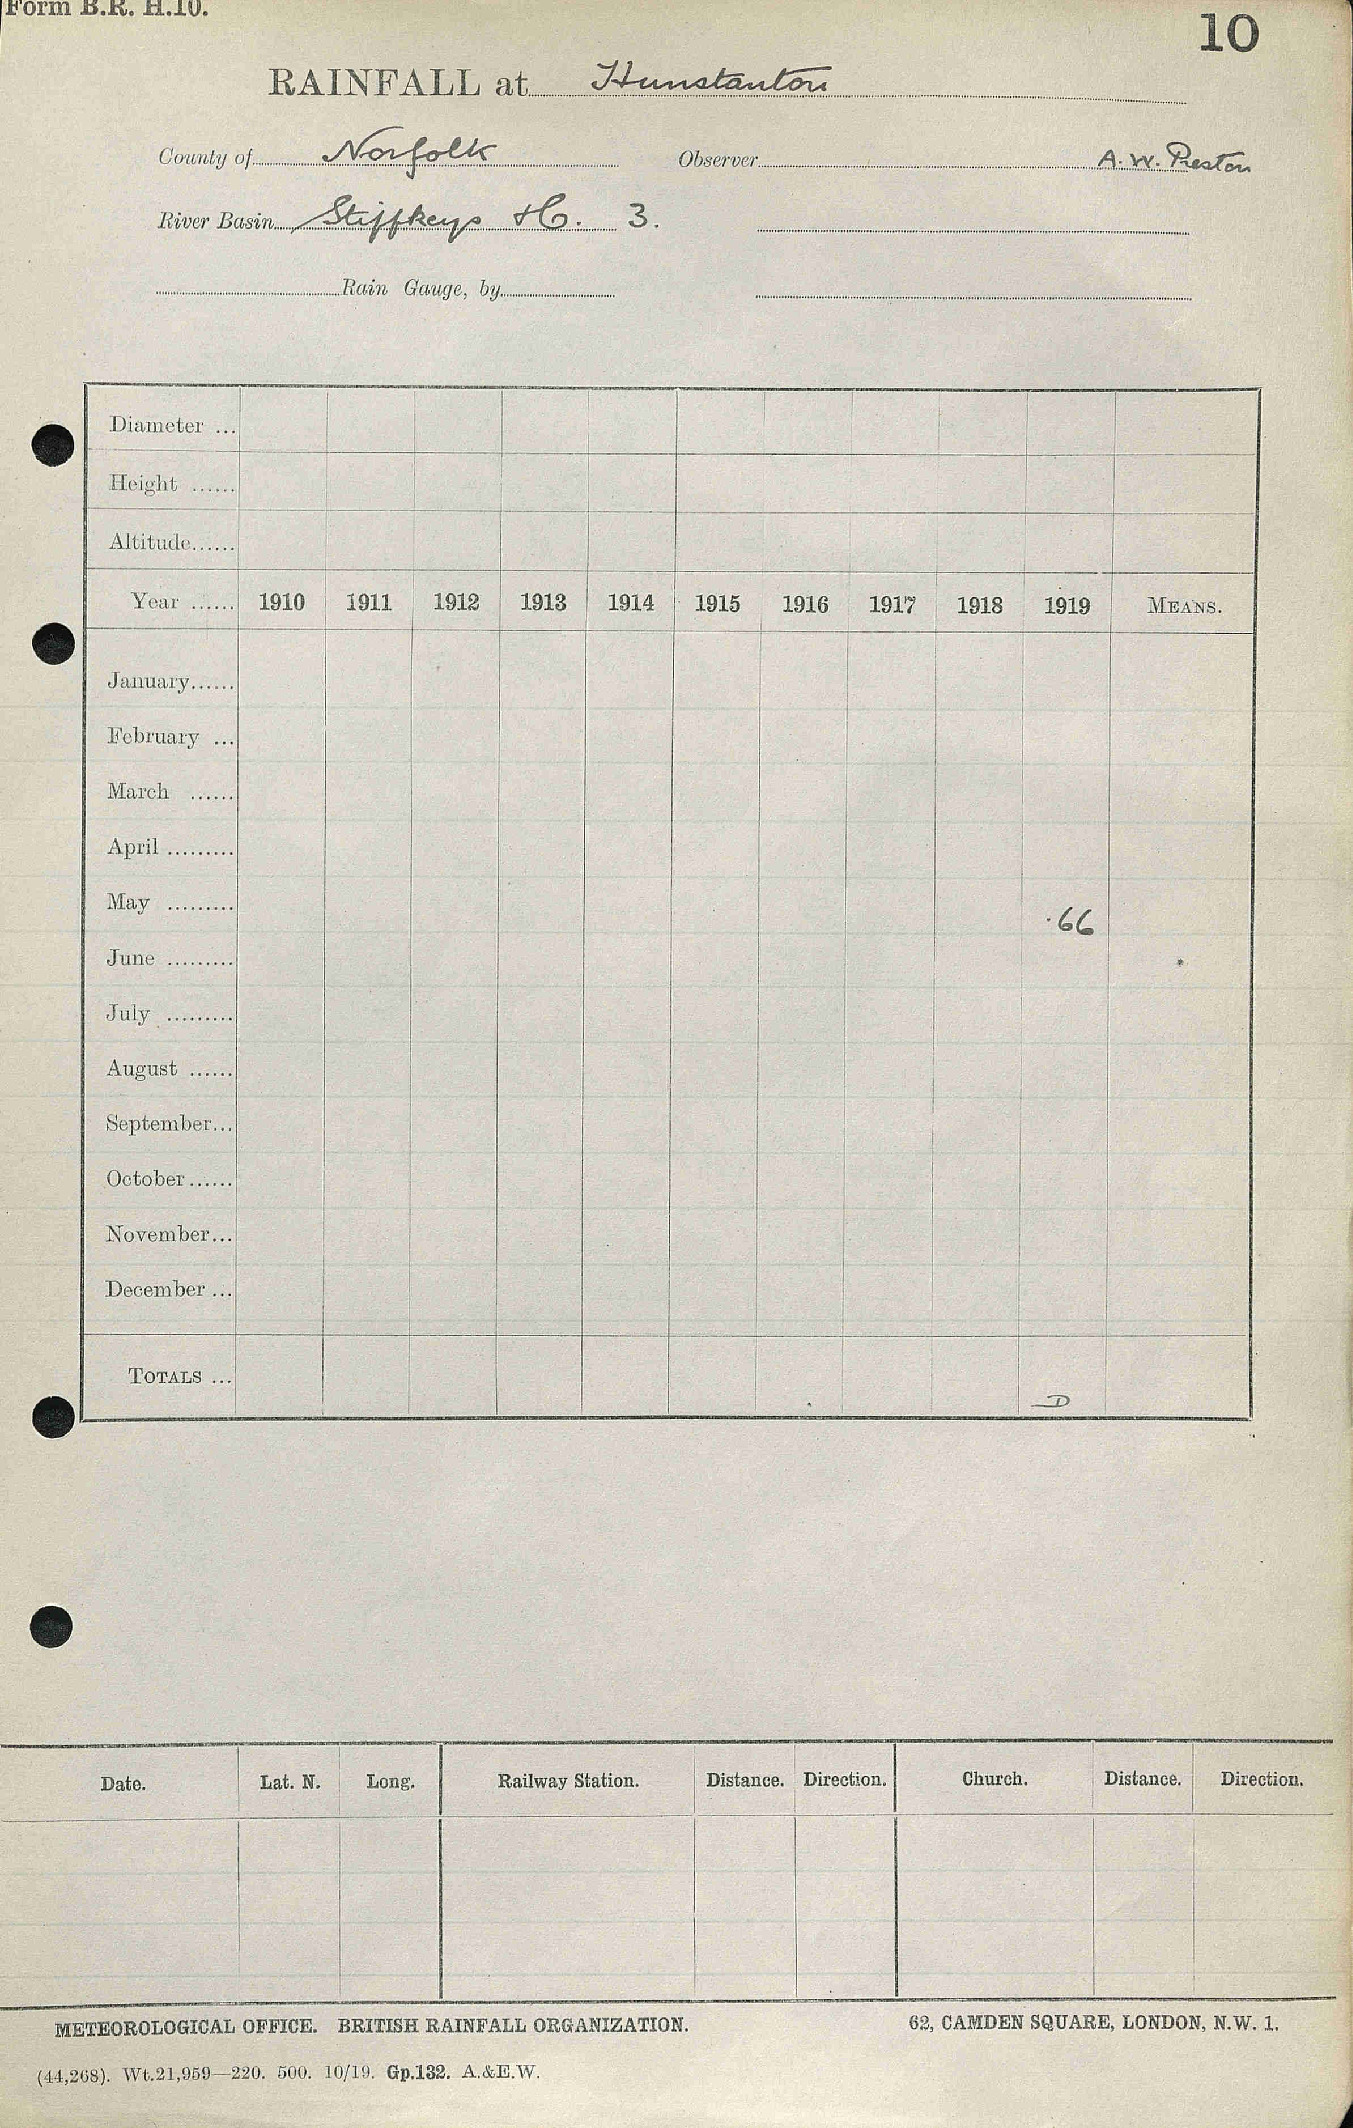 Form B.R. H.10.
10
RAINFALL at Hunstanton
County of Norfolk Observer A. W. Preston
River Basin Stiffkey &c. 3.
Rain Gauge, by
Diameter ...
Height ......
Altitude......
Year ...... 1910 1911 1912 1913 1914 1915 1916 1917 1918 1919 MEANS.
January......
February ...
March ......
April .........
May ......... ·66
June .........
July .........
August ......
September...
October......
November...
December ...
TOTALS ...
D
Date. Lat. N. Long. Railway Station. Distance. Direction. Church. Distance. Direction.
METEOROLOGICAL OFFICE. BRITISH RAINFALL ORGANIZATION. 62, CAMDEN SQUARE, LONDON, N.W. 1.
(44,268). Wt.21,959—220. 500. 10/19. Gp.132. A.&E.W.